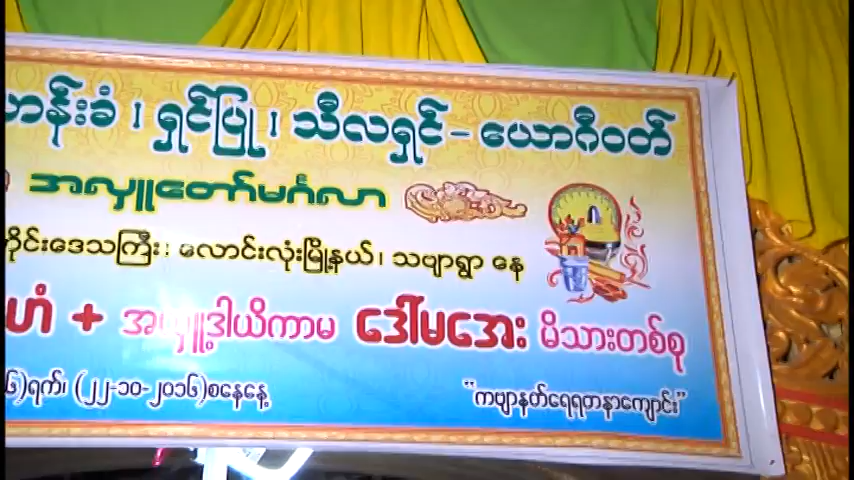 ဟန်းခံ၊ ရှင်ပြု၊ သီလရှင် – ယောဂီဝတ်
အလှူတော်မင်္ဂလာ
တိုင်းဒေသကြီး၊ လောင်းလုံးမြို့နယ်၊ သဗျာရွာ နေ
ဟံ + အလှူ့ဒါယိကာမ ဒေါ်မအေး မိသားတစ်စု
၆)ရက်၊ (၂၂-၁၀-၂၀၁၆)စနေနေ့ "ကဗျာနက်ရေရတနာကျောင်း"